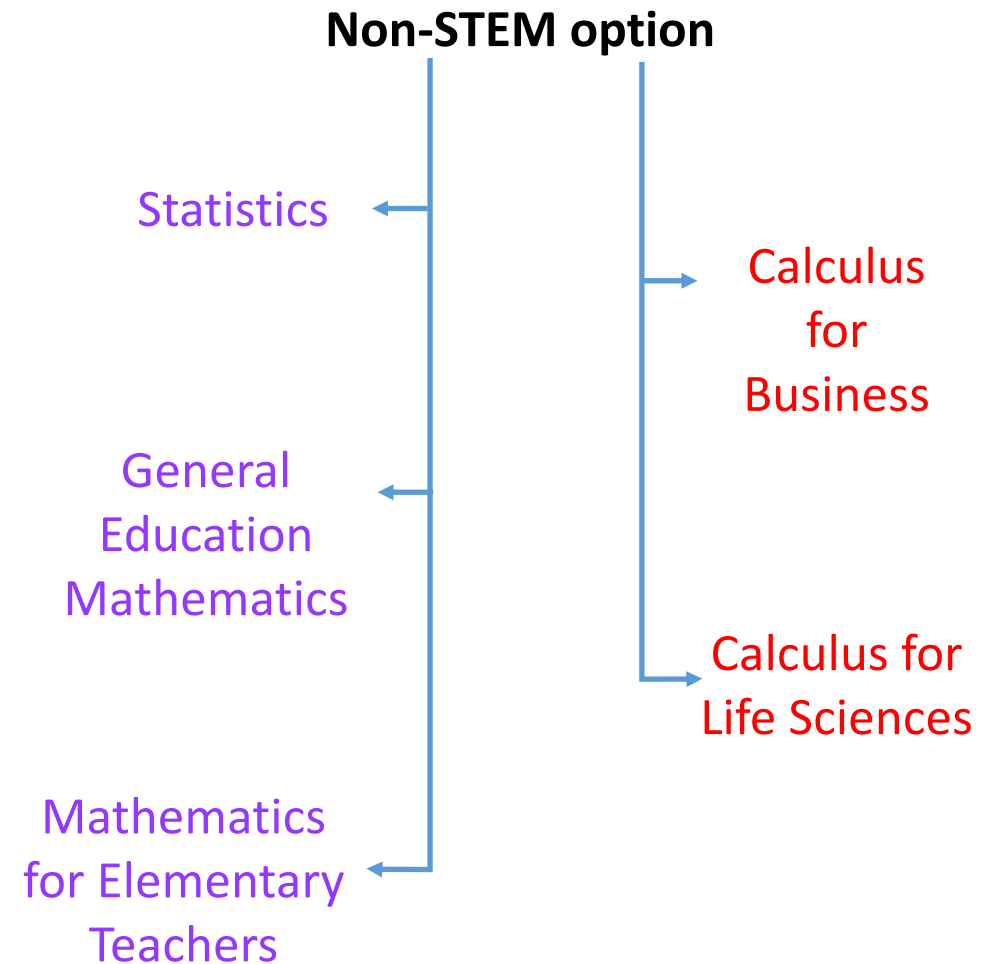 Non-STEM option
Statistics
Calculus
for
Business
General
Education
Mathematics
Calculus for
Life Sciences
Mathematics
for Elementary
Teachers